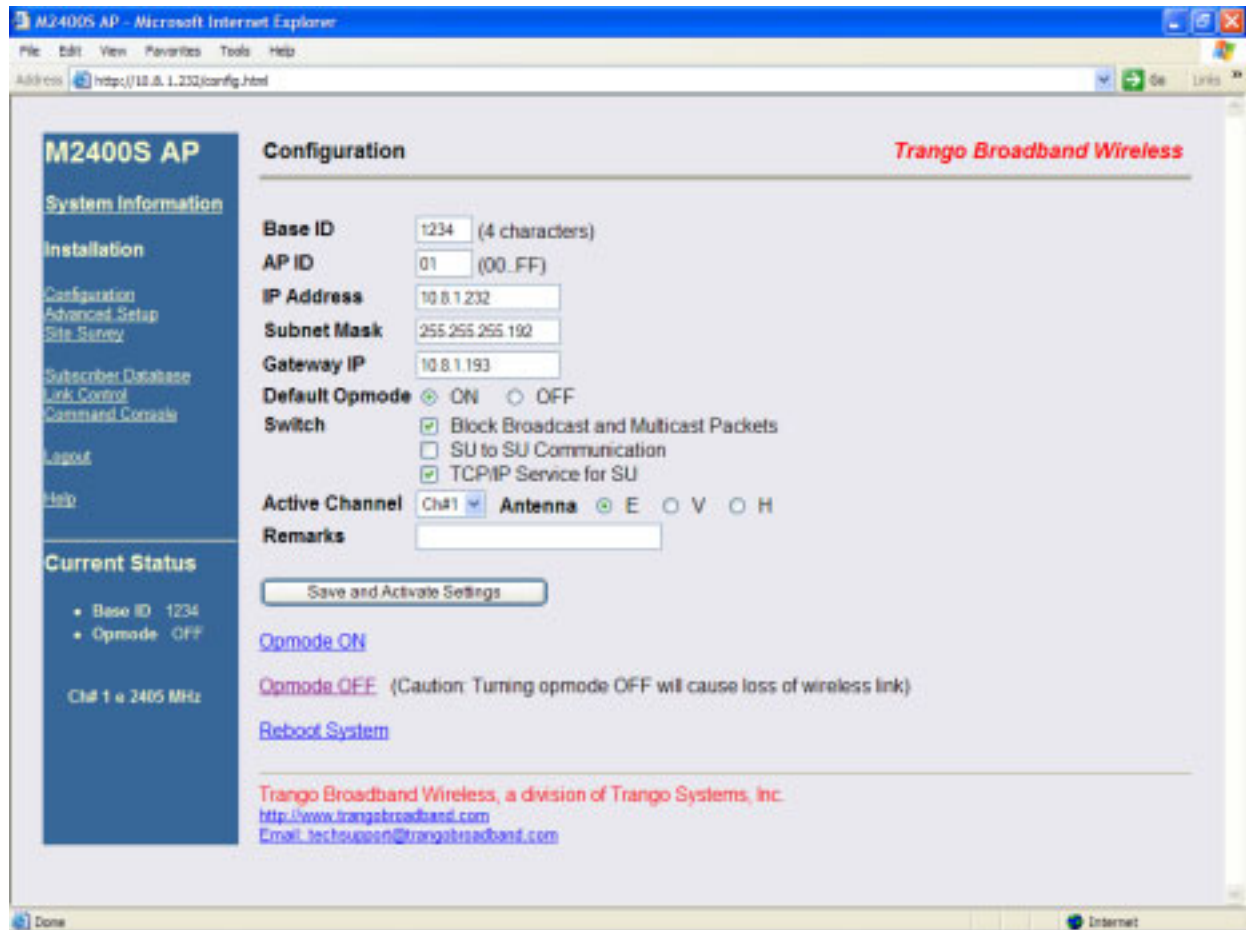 M2400S AP - Microsoft Internet Explorer
File Edit View Favorites Tools Help
Address http://10.8.1.232/config.html Go Links »
M2400S AP
System Information
Installation
Configuration
Advanced Setup
Site Survey
Subscriber Database
Link Control
Command Console
Logout
Help
Current Status
• Base ID 1234
• Opmode OFF
Ch# 1 e 2405 MHz
Configuration
Trango Broadband Wireless
Base ID 1234 (4 characters)
AP ID 01 (00..FF)
IP Address 10.8.1.232
Subnet Mask 255.255.255.192
Gateway IP 10.8.1.193
Default Opmode ON OFF
Switch Block Broadcast and Multicast Packets
SU to SU Communication
TCP/IP Service for SU
Active Channel Ch#1 Antenna E V H
Remarks
Save and Activate Settings
Opmode ON
Opmode OFF (Caution: Turning opmode OFF will cause loss of wireless link)
Reboot System
Trango Broadband Wireless, a division of Trango Systems, Inc.
http://www.trangobroadband.com
Email: techsupport@trangobroadband.com
Done Internet